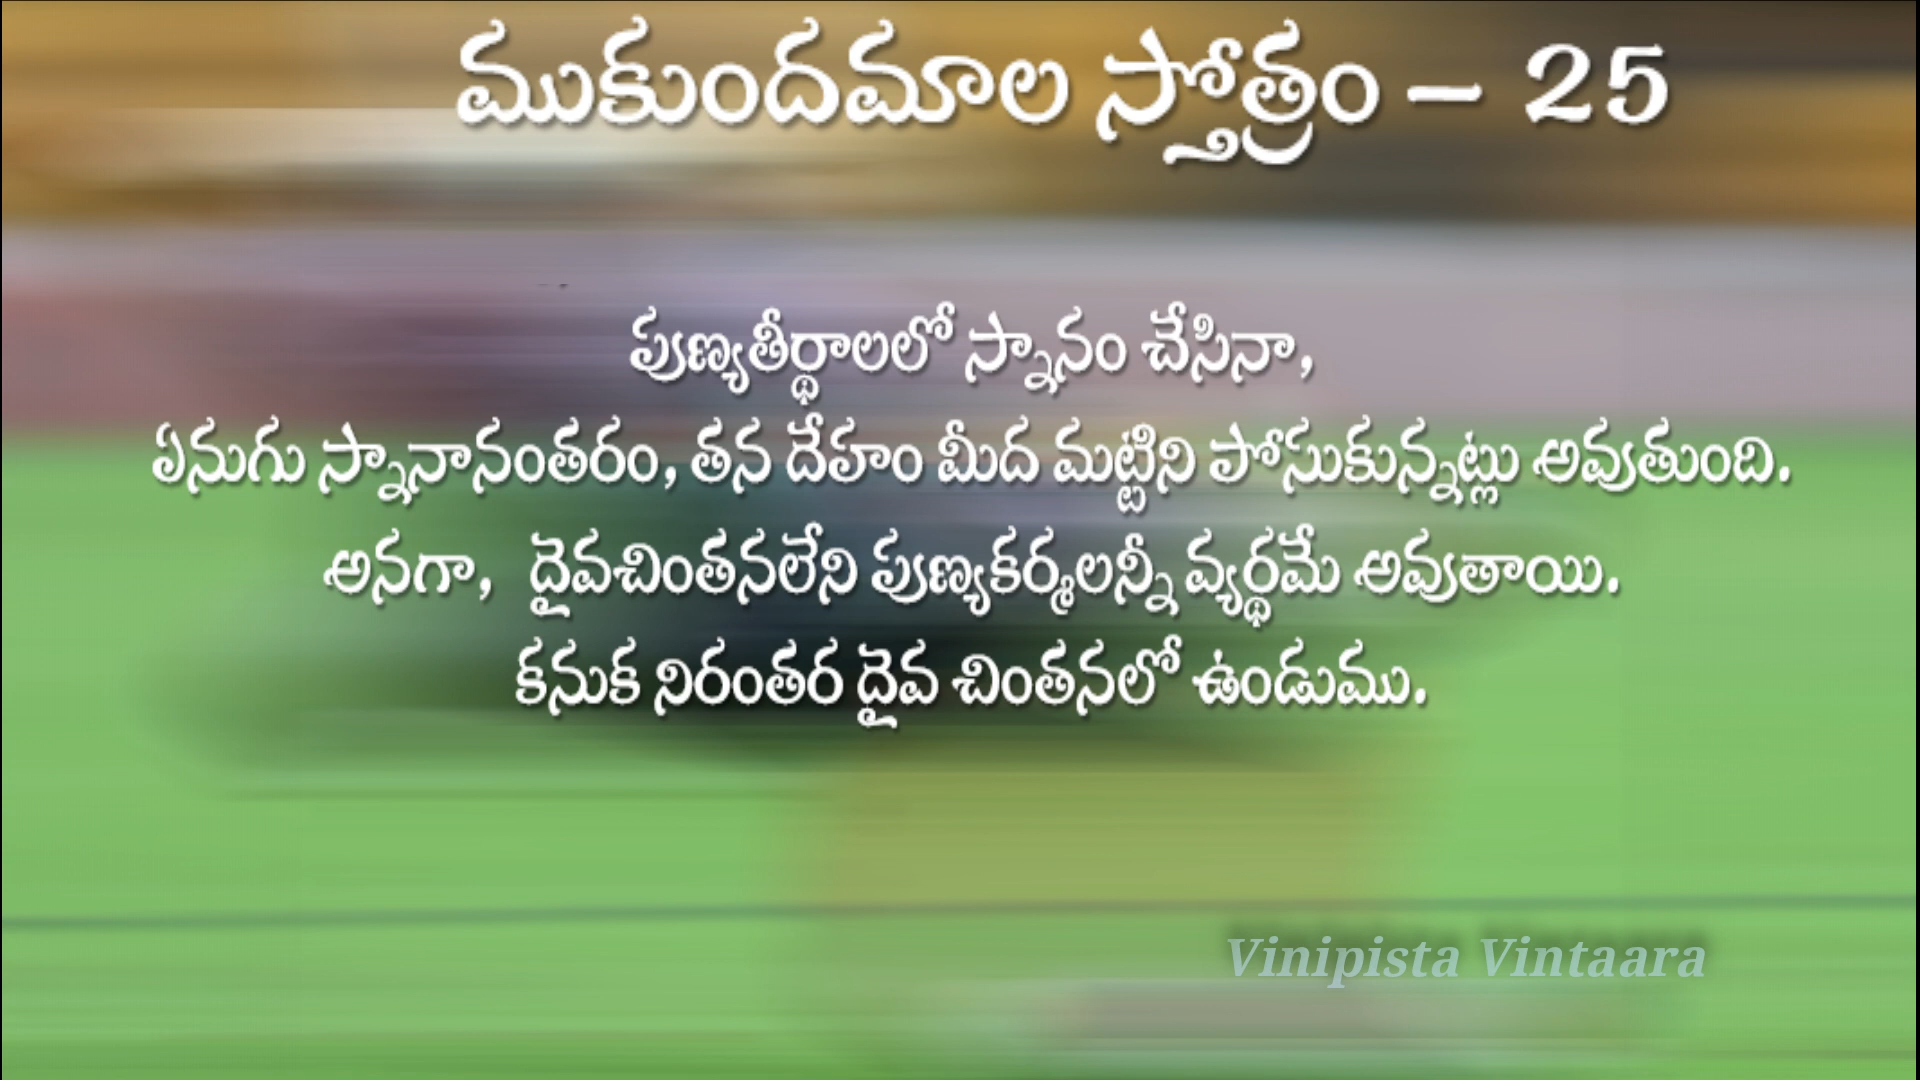 ముకుందమాల స్తోత్రం – 25
పుణ్యతీర్థాలలో స్నానం చేసినా,
ఏనుగు స్నానానంతరం, తన దేహం మీద మట్టిని పోసుకున్నట్లు అవుతుంది.
అనగా, దైవచింతనలేని పుణ్యకర్మలన్నీ వ్యర్థమే అవుతాయి.
కనుక నిరంతర దైవ చింతనలో ఉండుము.
Vinipista Vintaara